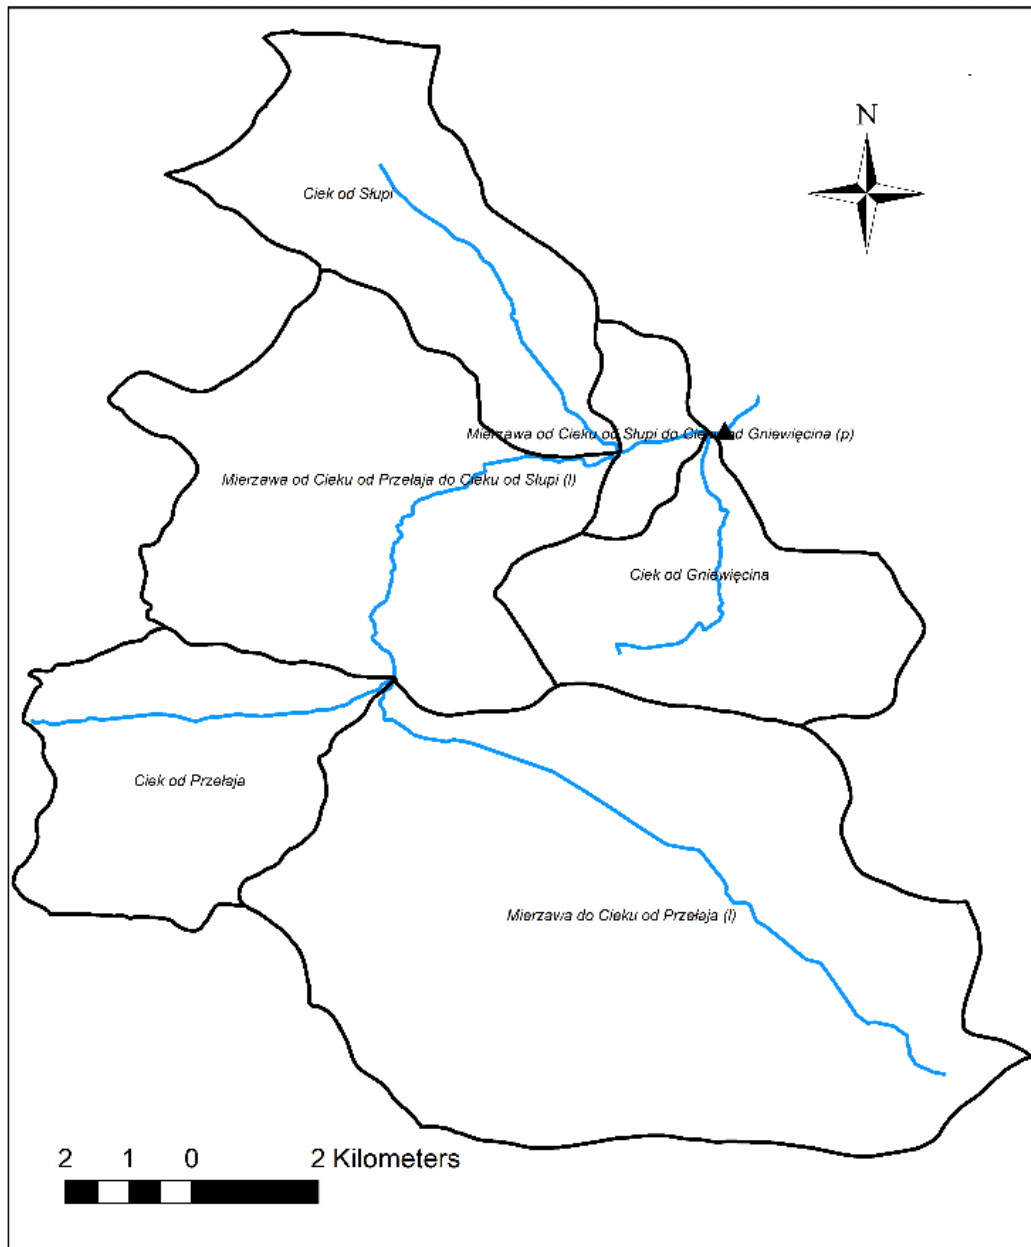 N
Ciek od Słupi
Mierzawa od Cieku od Słupi do Cieku od Gniewięcina (p)
Mierzawa od Cieku od Przełaja do Cieku od Słupi (l)
Ciek od Gniewięcina
Ciek od Przełaja
Mierzawa do Cieku od Przełaja (l)
2 1 0 2 Kilometers